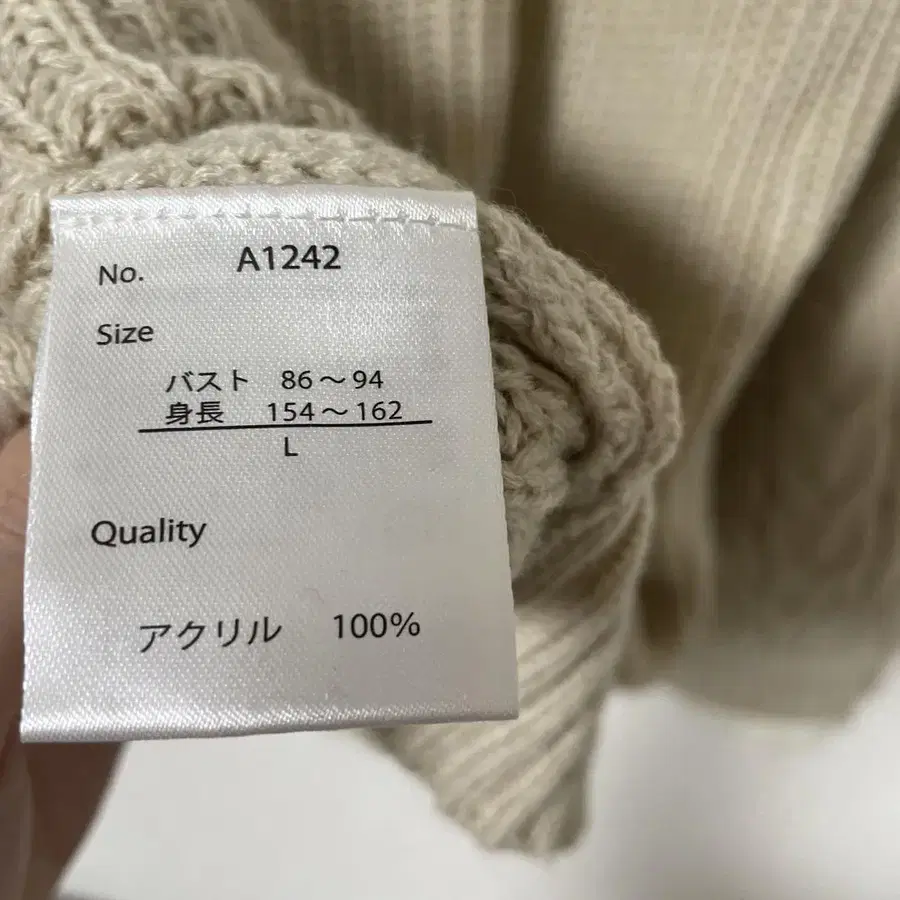 No. A1242
Size
バスト 86～94
身長 154～162
L
Quality
アクリル 100%